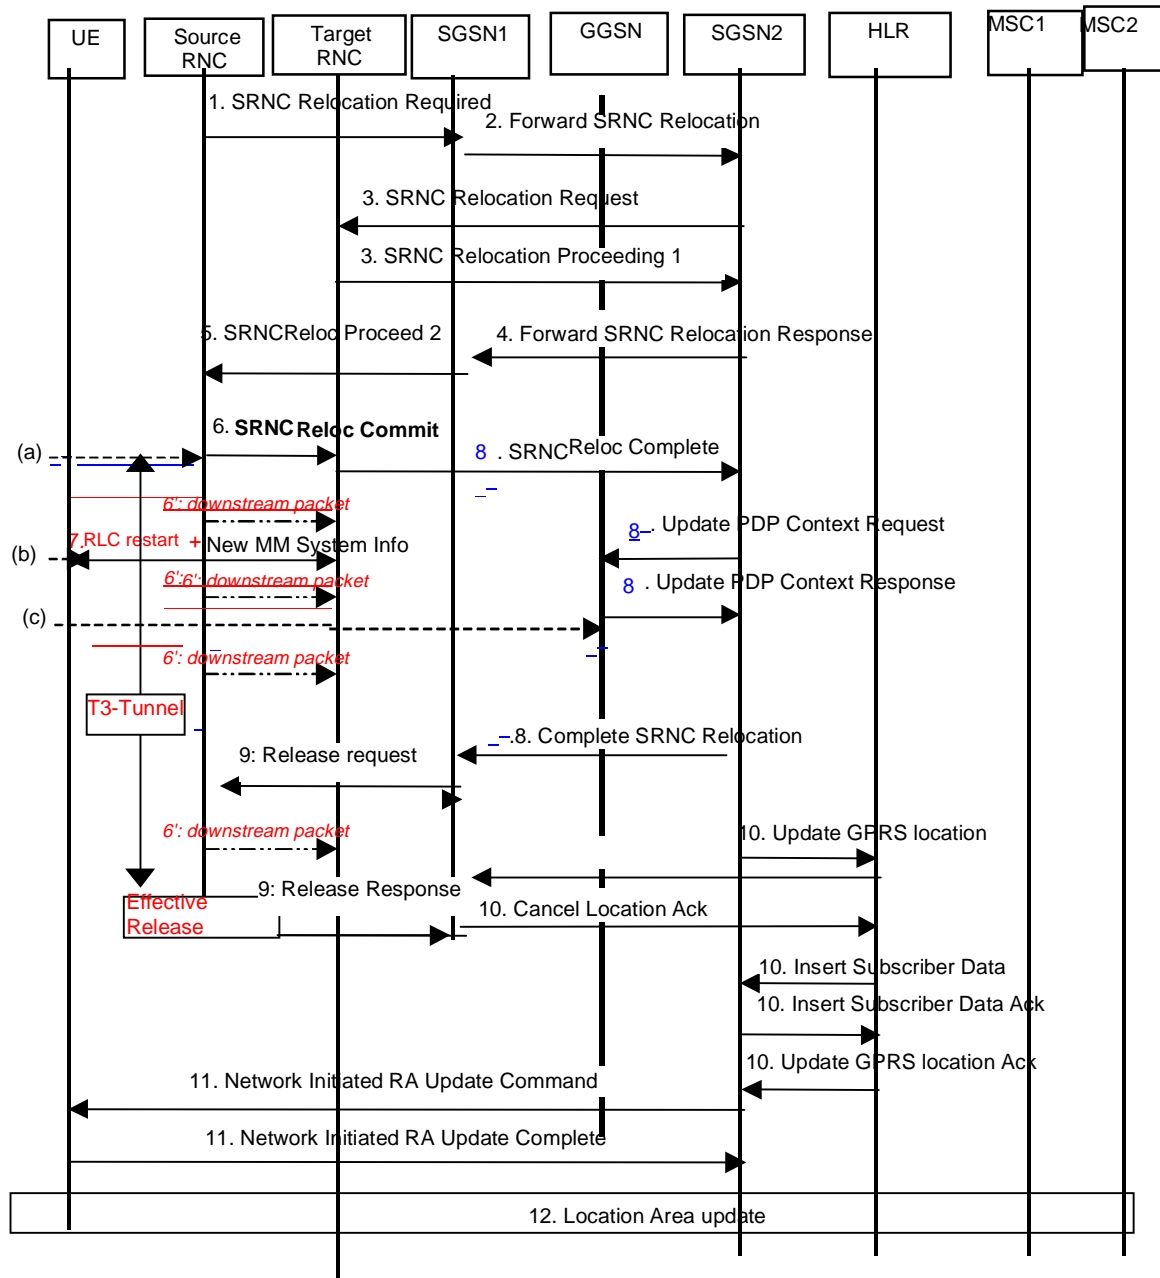 UE
Source
RNC
Target
RNC
SGSN1
GGSN
SGSN2
HLR
MSC1
MSC2
1. SRNC Relocation Required
2. Forward SRNC Relocation
3. SRNC Relocation Request
3. SRNC Relocation Proceeding 1
5. SRNCReloc Proceed 2
4. Forward SRNC Relocation Response
6. SRNC Reloc Commit
(a)
8 . SRNC Reloc Complete
6': downstream packet
8 . Update PDP Context Request
7.RLC restart + New MM System Info
(b)
6':6': downstream packet
8 . Update PDP Context Response
(c)
6': downstream packet
T3-Tunnel
.8. Complete SRNC Relocation
9: Release request
6': downstream packet
10. Update GPRS location
9: Release Response
Effective
Release
10. Cancel Location Ack
10. Insert Subscriber Data
10. Insert Subscriber Data Ack
10. Update GPRS location Ack
11. Network Initiated RA Update Command
11. Network Initiated RA Update Complete
12. Location Area update